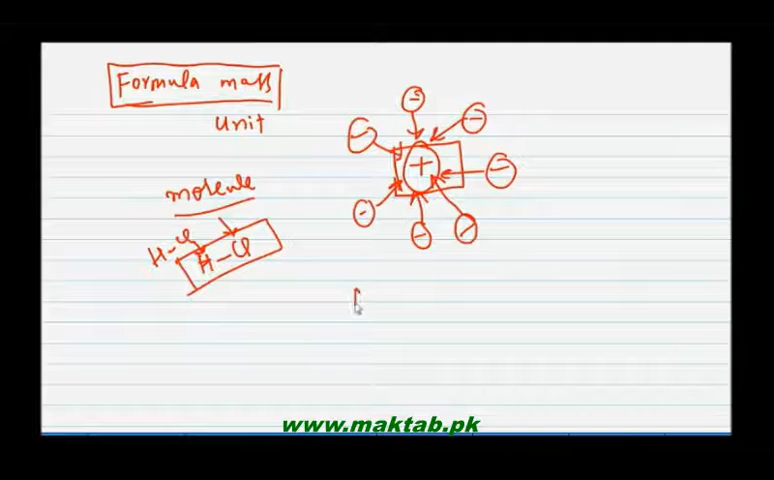 Formula mass
unit
molecule
H-Cl
H-Cl
+
www.maktab.pk